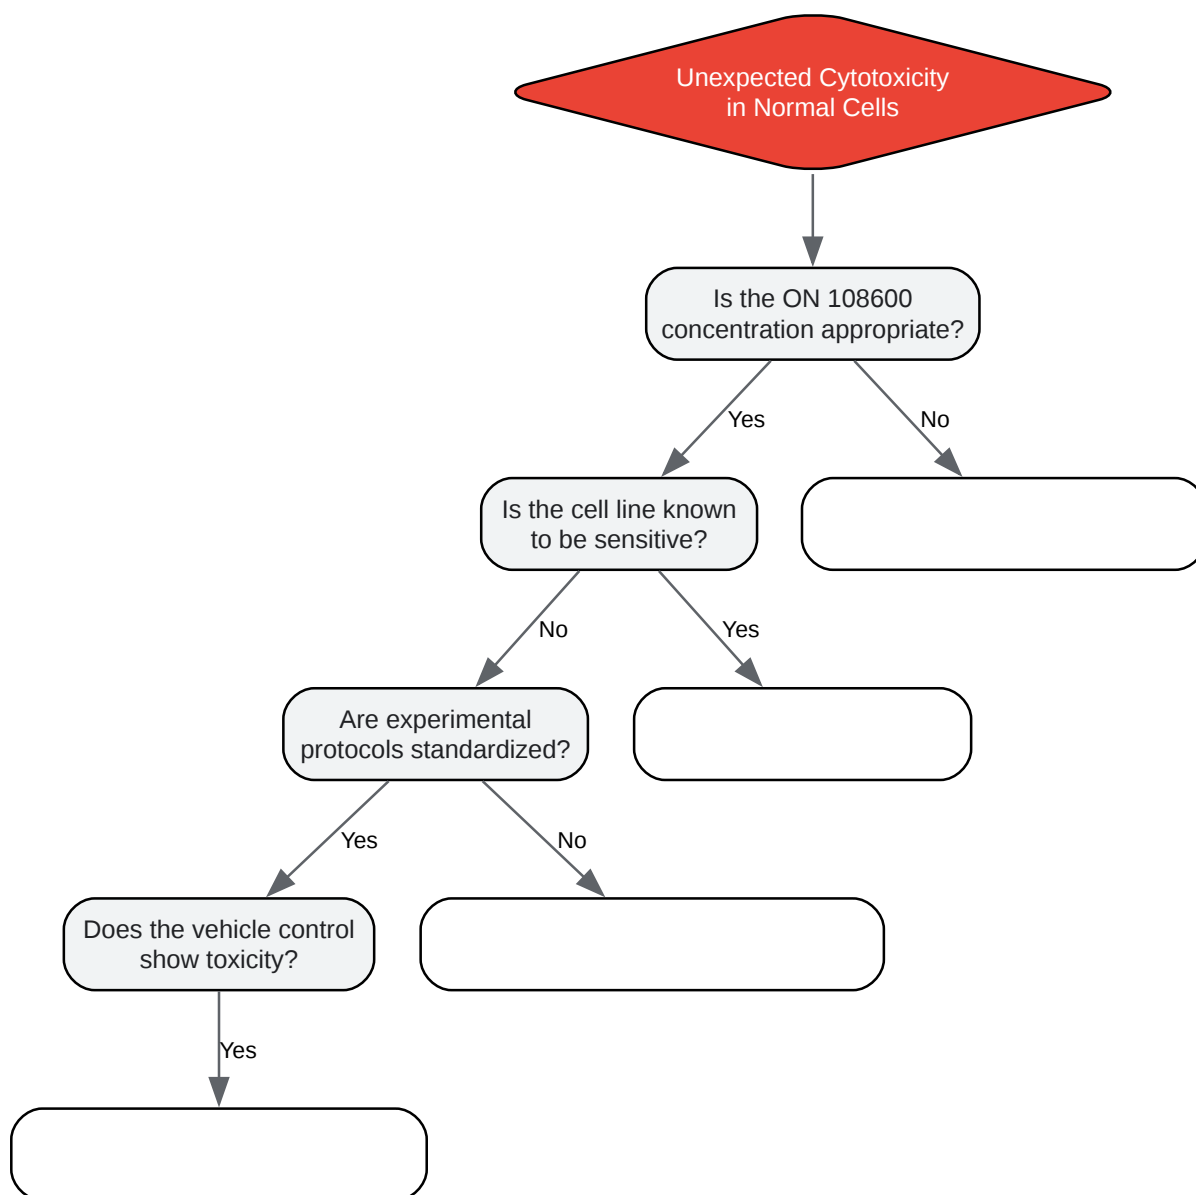 Unexpected Cytotoxicity
in Normal Cells
Is the ON 108600
concentration appropriate?
Yes
No
Is the cell line known
to be sensitive?
No
Yes
Are experimental
protocols standardized?
Yes
No
Does the vehicle control
show toxicity?
Yes